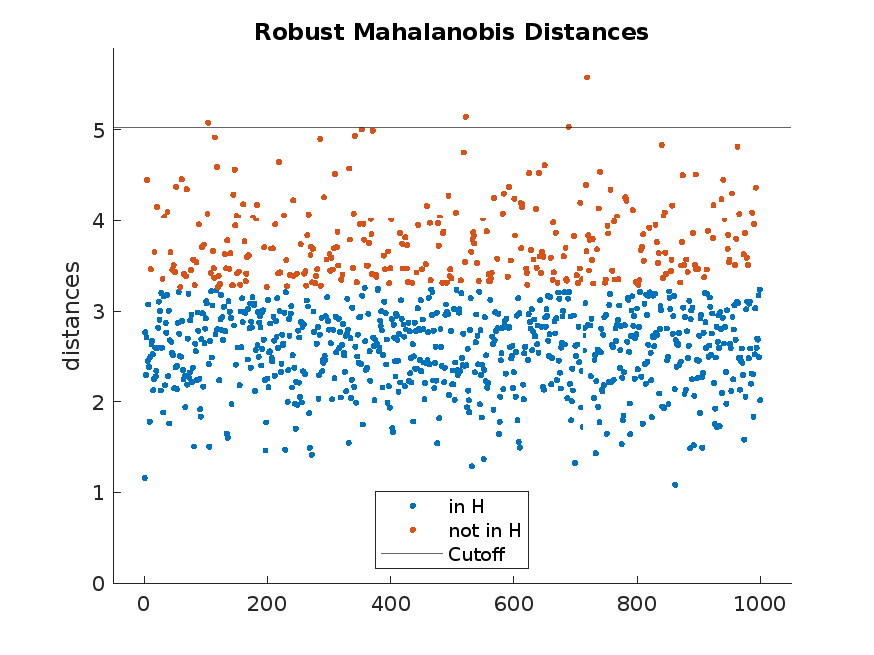 Robust Mahalanobis Distances
distances
5
4
3
2
1
0
in H
not in H
Cutoff
0 200 400 600 800 1000